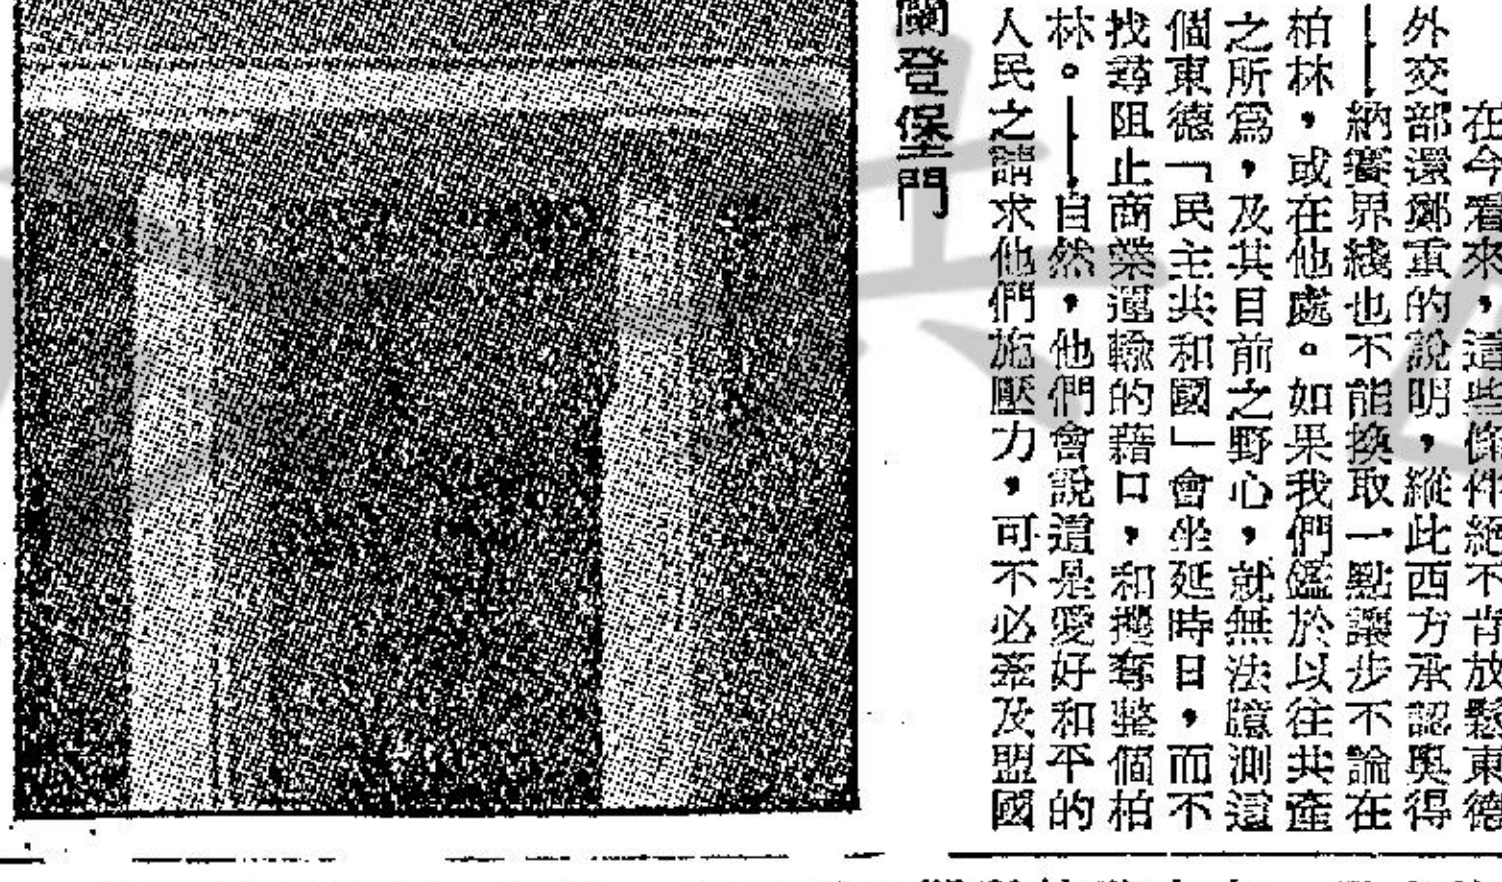 在今看來,這些條件絕不肯放鬆東德
外交部還鄭重的說明,縱此西方承認奧得
——納賽界綫也不能換取一點讓步不論在
柏林,或在他處。如果我們鑑於以往共產
之所爲,及其目前之野心,就無法臆測這
個東德「民主共和國」會坐延時日,而不
找尋阻止商業運輸的藉口,和攫奪整個柏
林。——自然,他們會說這是愛好和平的
人民之請求他們施壓力,可不必牽及盟國
蘭登堡門